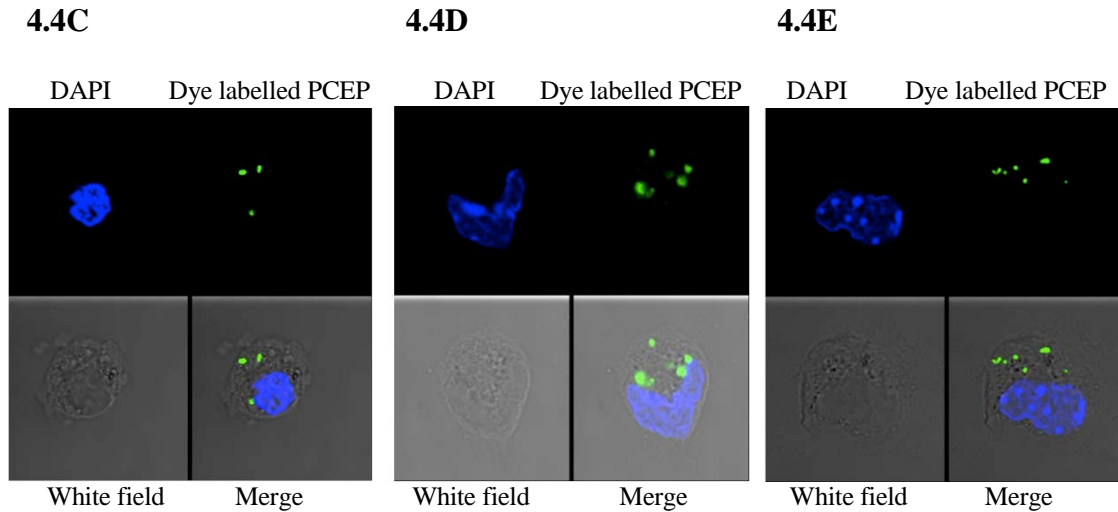 4.4C 4.4D 4.4E
DAPI Dye labelled PCEP DAPI Dye labelled PCEP DAPI Dye labelled PCEP
White field Merge White field Merge White field Merge